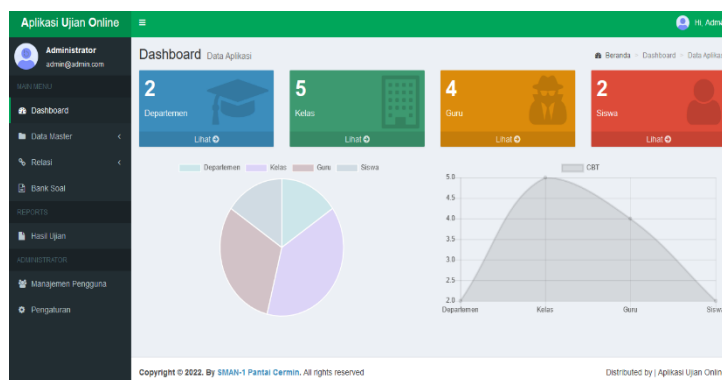 Aplikasi Ujian Online
Hi, Admi
Administrator
admin@admin.com
MAIN MENU
Dashboard
Data Master
Relasi
Bank Soal
REPORTS
Hasil Ujian
ADMINISTRATOR
Manajemen Pengguna
Pengaturan
Dashboard Data Aplikasi
Beranda > Dashboard > Data Aplikas
2
Departemen
Lihat
5
Kelas
Lihat
4
Guru
Lihat
2
Siswa
Lihat
Departemen Kelas Guru Siswa
CBT
5.0
4.5
4.0
3.5
3.0
2.5
2.0
Departemen Kelas Guru Siswa
Copyright © 2022. By SMAN-1 Pantai Cermin. All rights reserved
Distributed by | Aplikasi Ujian Onlin